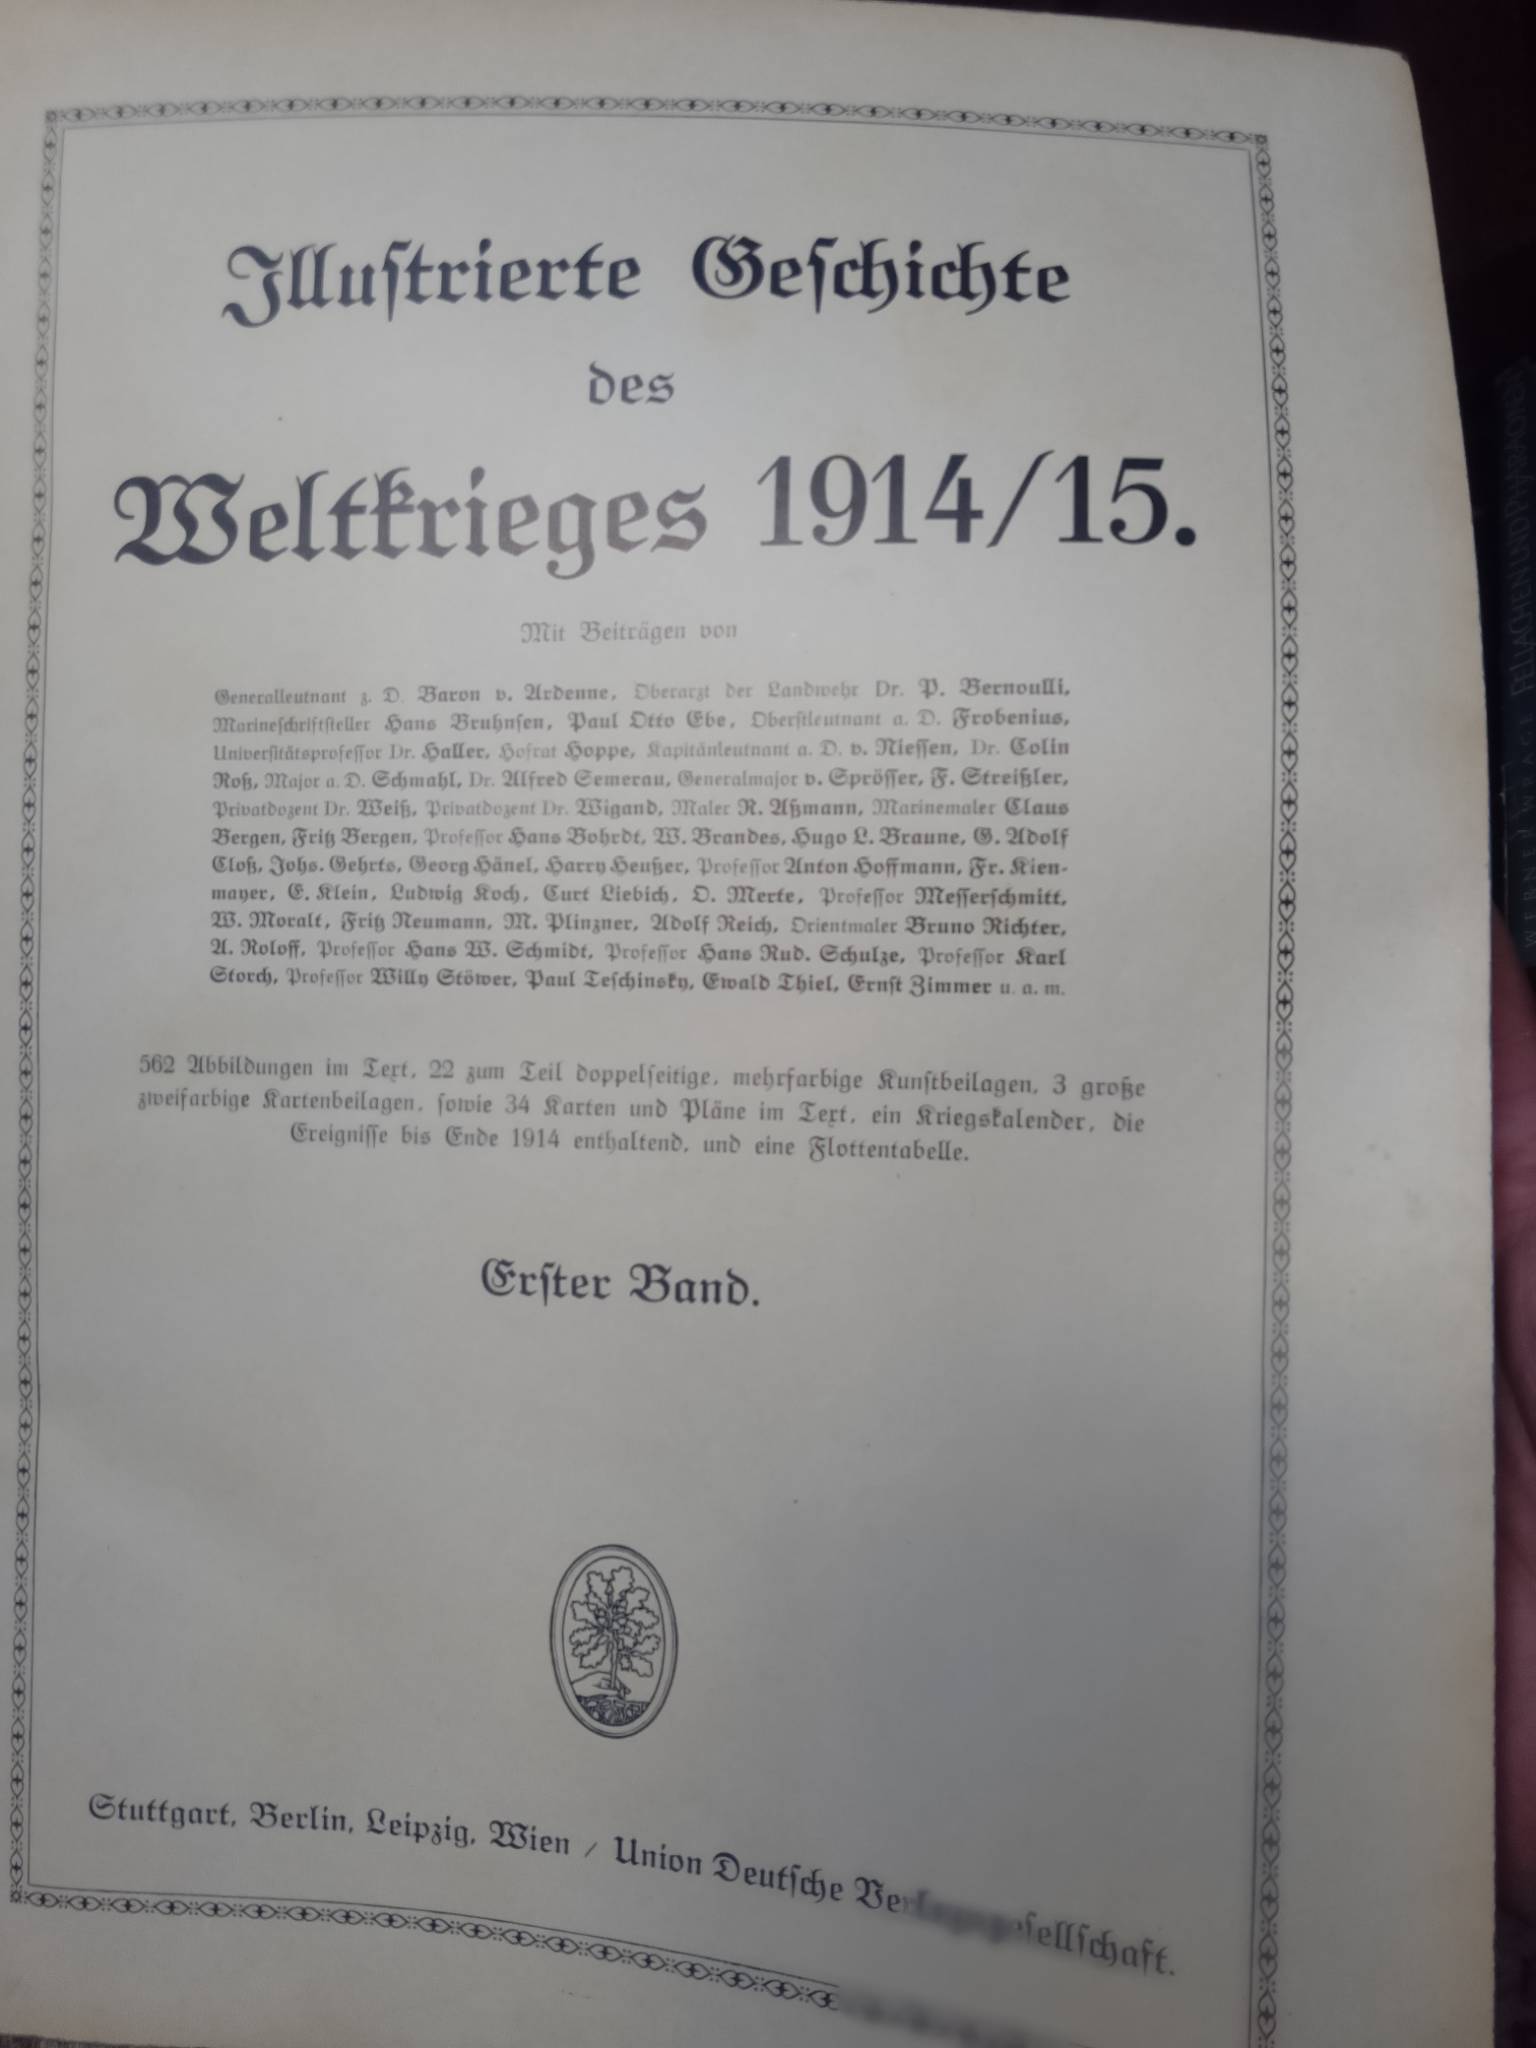 Illustrierte Geschichte
des
Weltkrieges 1914/15.
Mit Beiträgen von
Generalleutnant z. D. Baron v. Ardenne, Oberarzt der Landwehr Dr. P. Bernoulli,
Marineschriftsteller Hans Bruhnsen, Paul Otto Ebe, Oberstleutnant a. D. Frobenius,
Universitätsprofessor Dr. Haller, Hofrat Hoppe, Kapitänleutnant a. D. v. Niessen, Dr. Colin
Roß, Major a. D. Schmahl, Dr. Alfred Semerau, Generalmajor v. Sprösser, F. Streißler,
Privatdozent Dr. Weiß, Privatdozent Dr. Wigand, Maler R. Aßmann, Marinemaler Claus
Bergen, Fritz Bergen, Professor Hans Bohrdt, W. Brandes, Hugo L. Braune, G. Adolf
Cloß, Johs. Gehrts, Georg Hänel, Harry Heußer, Professor Anton Hoffmann, Fr. Kien-
mayer, E. Klein, Ludwig Koch, Curt Liebich, O. Merte, Professor Messerschmitt,
W. Moralt, Fritz Neumann, M. Plinzner, Adolf Reich, Orientmaler Bruno Richter,
A. Roloff, Professor Hans W. Schmidt, Professor Hans Rud. Schulze, Professor Karl
Storch, Professor Willy Stöwer, Paul Teschinsky, Ewald Thiel, Ernst Zimmer u. a. m.
562 Abbildungen im Text, 22 zum Teil doppelseitige, mehrfarbige Kunstbeilagen, 3 große
zweifarbige Kartenbeilagen, sowie 34 Karten und Pläne im Text, ein Kriegskalender, die
Ereignisse bis Ende 1914 enthaltend, und eine Flottentabelle.
Erster Band.
Stuttgart, Berlin, Leipzig, Wien / Union Deutsche Verlagsgesellschaft.